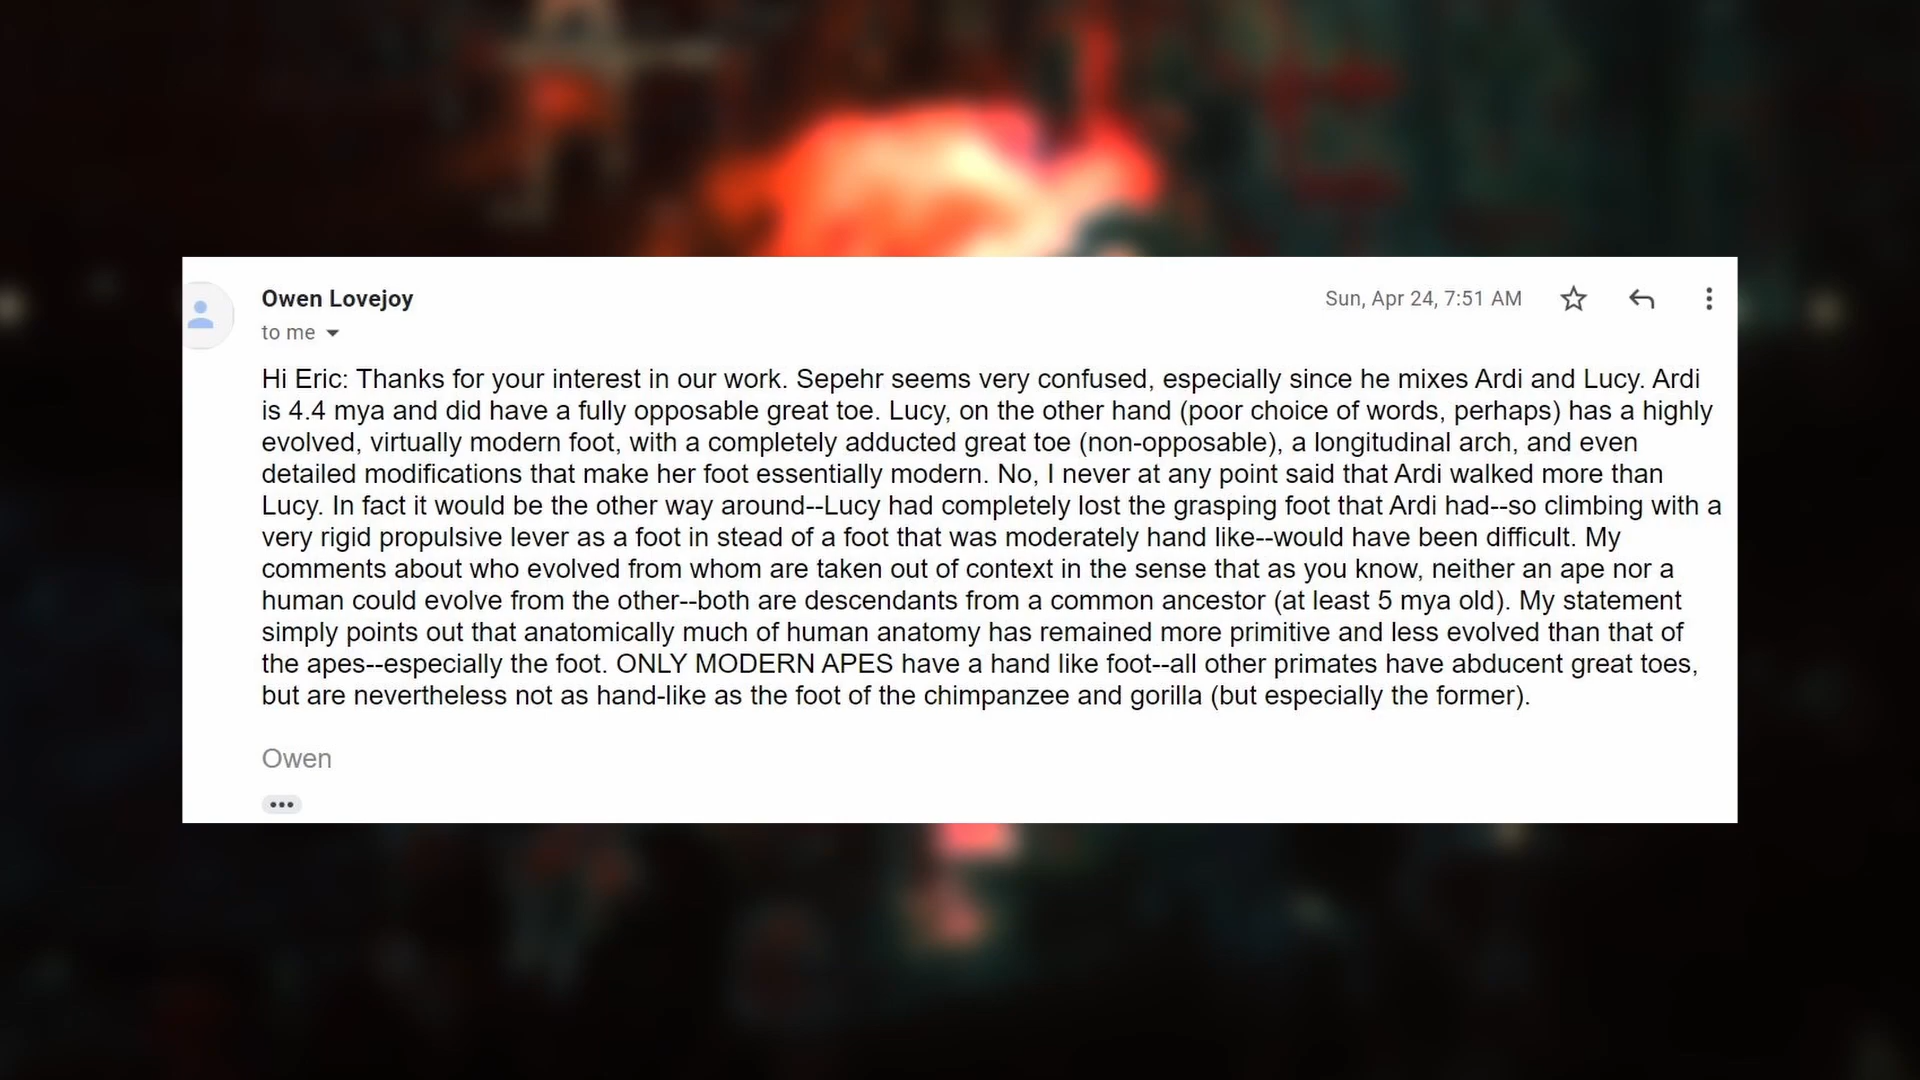 Owen Lovejoy
Sun, Apr 24, 7:51 AM
to me
Hi Eric: Thanks for your interest in our work. Sepehr seems very confused, especially since he mixes Ardi and Lucy. Ardi
is 4.4 mya and did have a fully opposable great toe. Lucy, on the other hand (poor choice of words, perhaps) has a highly
evolved, virtually modern foot, with a completely adducted great toe (non-opposable), a longitudinal arch, and even
detailed modifications that make her foot essentially modern. No, I never at any point said that Ardi walked more than
Lucy. In fact it would be the other way around--Lucy had completely lost the grasping foot that Ardi had--so climbing with a
very rigid propulsive lever as a foot in stead of a foot that was moderately hand like--would have been difficult. My
comments about who evolved from whom are taken out of context in the sense that as you know, neither an ape nor a
human could evolve from the other--both are descendants from a common ancestor (at least 5 mya old). My statement
simply points out that anatomically much of human anatomy has remained more primitive and less evolved than that of
the apes--especially the foot. ONLY MODERN APES have a hand like foot--all other primates have abducent great toes,
but are nevertheless not as hand-like as the foot of the chimpanzee and gorilla (but especially the former).
Owen